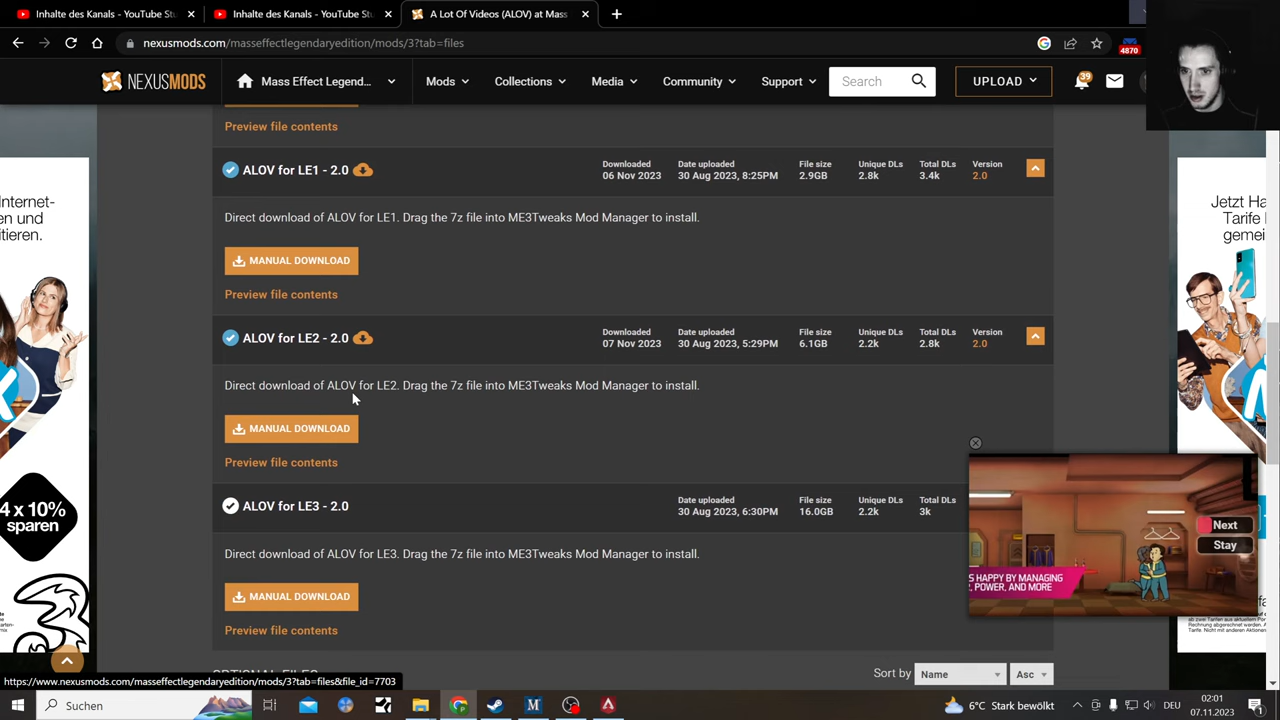 Inhalte des Kanals - YouTube Stu
Inhalte des Kanals - YouTube Stu
A Lot Of Videos (ALOV) at Mass
nexusmods.com/masseffectlegendaryedition/mods/3?tab=files
4870
NEXUSMODS
Mass Effect Legend...
Mods
Collections
Media
Community
Support
Search
UPLOAD
39
Preview file contents
ALOV for LE1 - 2.0
Downloaded
06 Nov 2023
Date uploaded
30 Aug 2023, 8:25PM
File size
2.9GB
Unique DLs
2.8k
Total DLs
3.4k
Version
2.0
Direct download of ALOV for LE1. Drag the 7z file into ME3Tweaks Mod Manager to install.
MANUAL DOWNLOAD
Preview file contents
ALOV for LE2 - 2.0
Downloaded
07 Nov 2023
Date uploaded
30 Aug 2023, 5:29PM
File size
6.1GB
Unique DLs
2.2k
Total DLs
2.8k
Version
2.0
Direct download of ALOV for LE2. Drag the 7z file into ME3Tweaks Mod Manager to install.
MANUAL DOWNLOAD
Preview file contents
ALOV for LE3 - 2.0
Date uploaded
30 Aug 2023, 6:30PM
File size
16.0GB
Unique DLs
2.2k
Total DLs
3k
Direct download of ALOV for LE3. Drag the 7z file into ME3Tweaks Mod Manager to install.
MANUAL DOWNLOAD
Preview file contents
Sort by
Name
Asc
nternet-
en und
itieren.
4 x 10%
sparen
Jetzt Ha
Tarife
gemei
Next
Stay
S HAPPY BY MANAGING
, POWER, AND MORE
https://www.nexusmods.com/masseffectlegendaryedition/mods/3?tab=files&file_id=7703
Suchen
6°C Stark bewölkt
DEU
02:01
07.11.2023